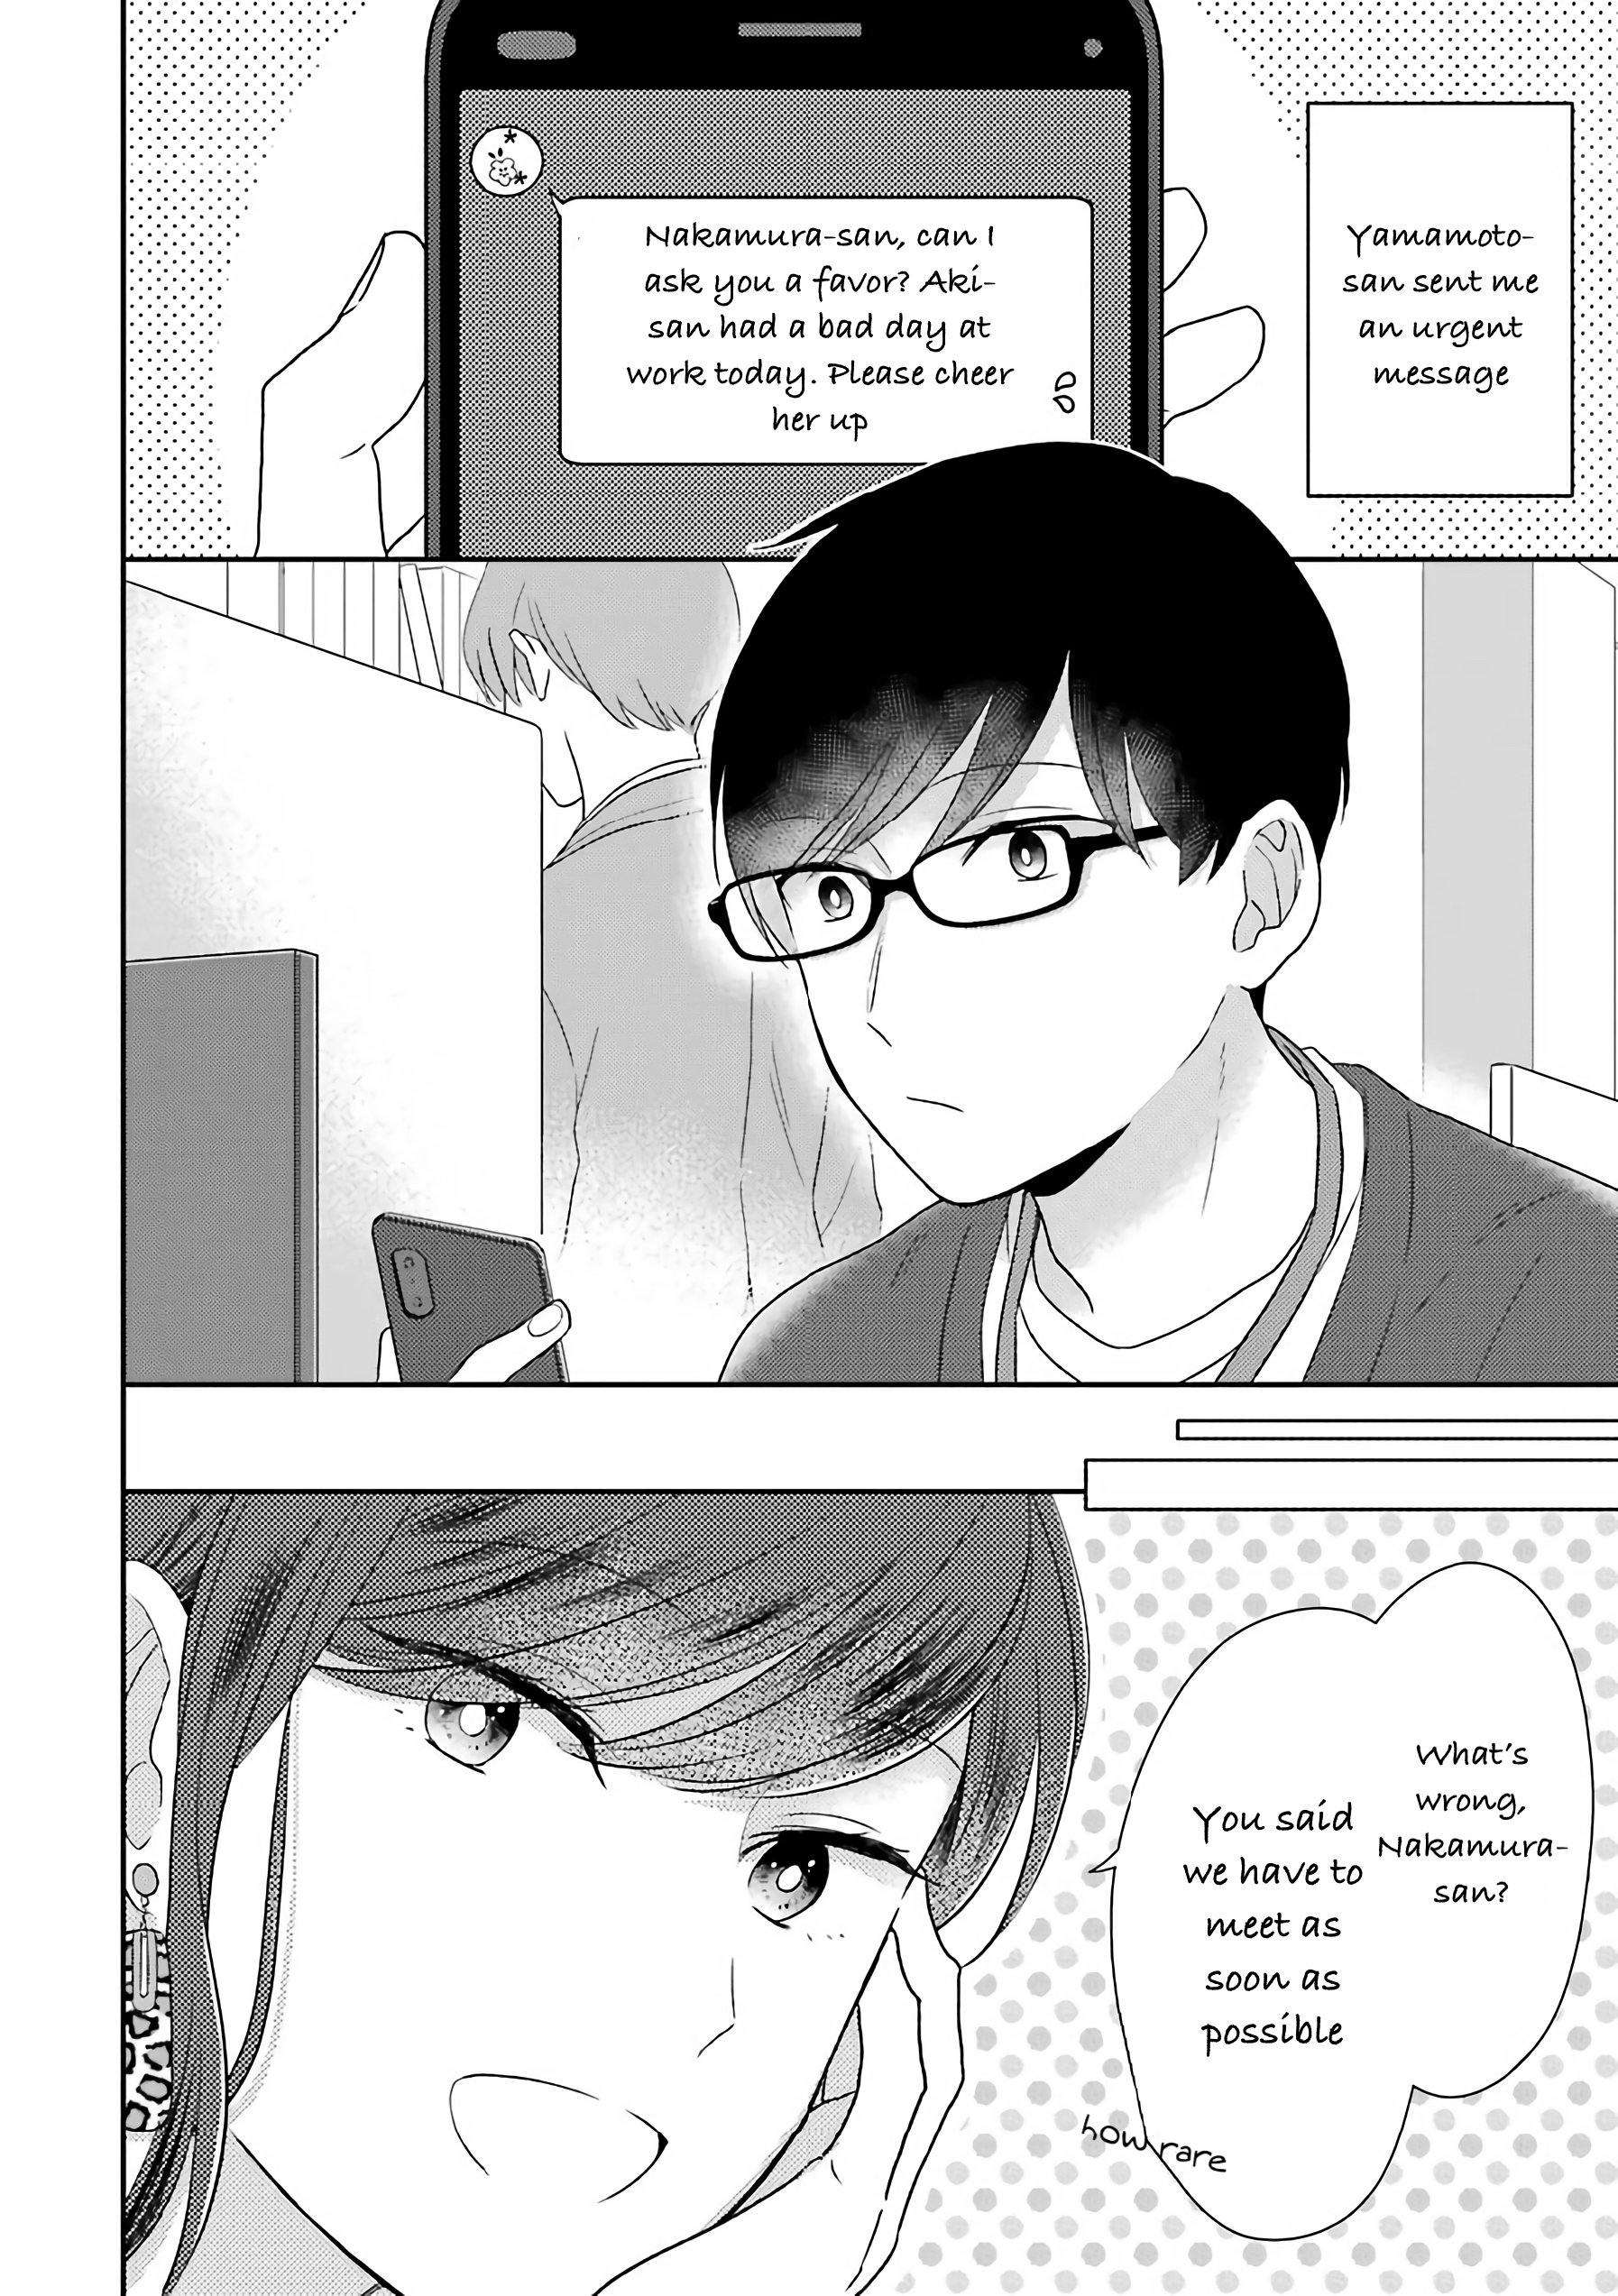 Yamamoto-
san sent me
an urgent
message
Nakamura-san, can I
ask you a favor? Aki-
san had a bad day at
work today. Please cheer
her up
What's
wrong,
Nakamura-
san?
You said
we have to
meet as
soon as
possible
how rare